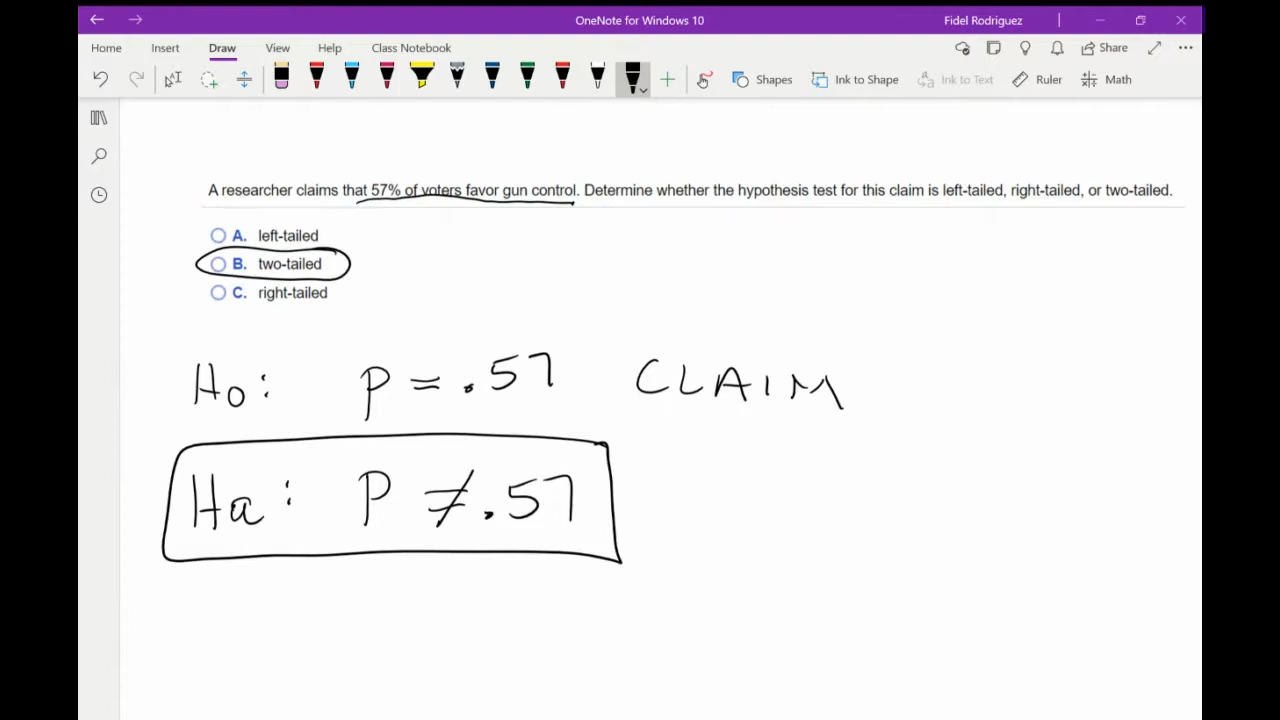 OneNote for Windows 10
Fidel Rodriguez
Home Insert Draw View Help Class Notebook Share
Shapes Ink to Shape Ink to Text Ruler Math
A researcher claims that 57% of voters favor gun control. Determine whether the hypothesis test for this claim is left-tailed, right-tailed, or two-tailed.
A. left-tailed
B. two-tailed
C. right-tailed
Ho: P = .57 CLAIM
Ha: P ≠ .57